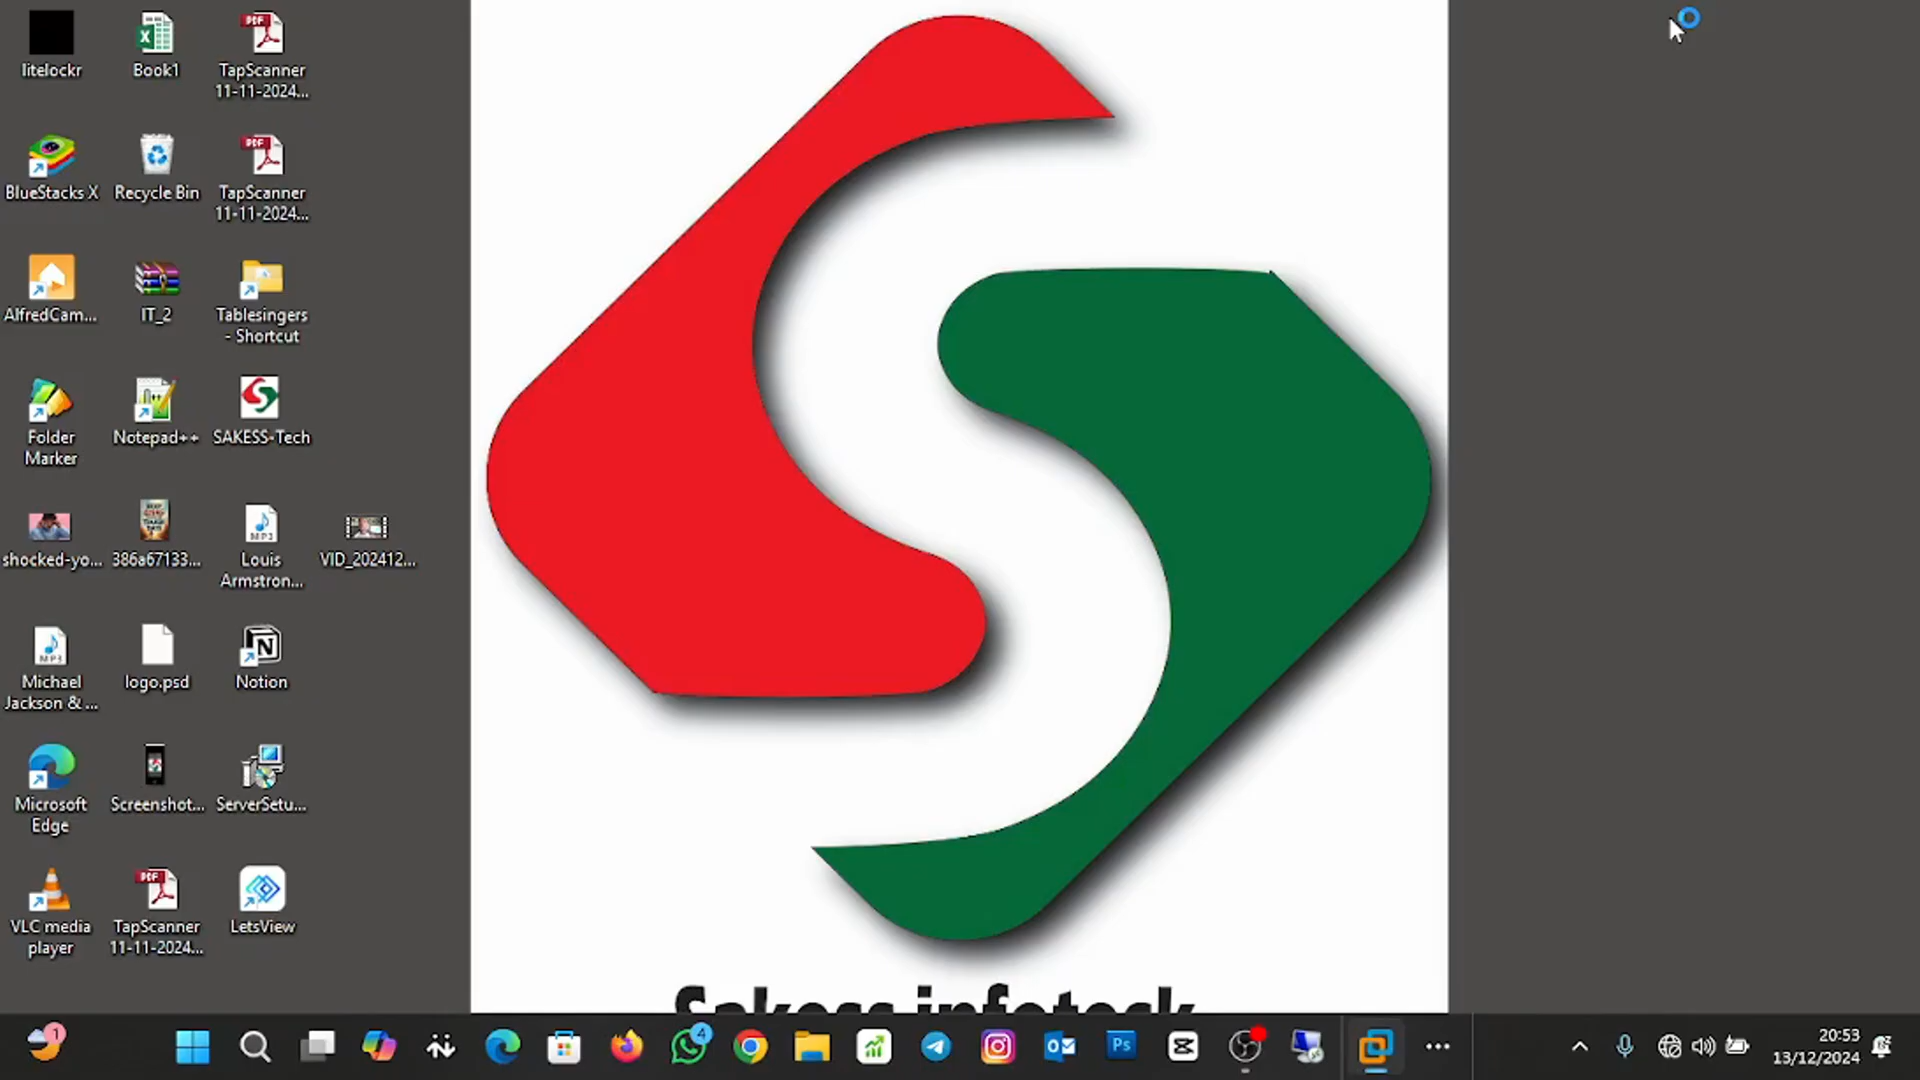 litelockr
Book1
TapScanner
11-11-2024...
BlueStacks X
Recycle Bin
TapScanner
11-11-2024...
AlfredCam...
IT_2
Tablesingers
- Shortcut
Folder
Marker
Notepad++
SAKESS-Tech
shocked-yo...
386a67133...
Louis
Armstron...
VID_202412...
Michael
Jackson & ...
logo.psd
Notion
Microsoft
Edge
Screenshot...
ServerSetu...
VLC media
player
TapScanner
11-11-2024...
LetsView
Sakess infoteck
20:53
13/12/2024